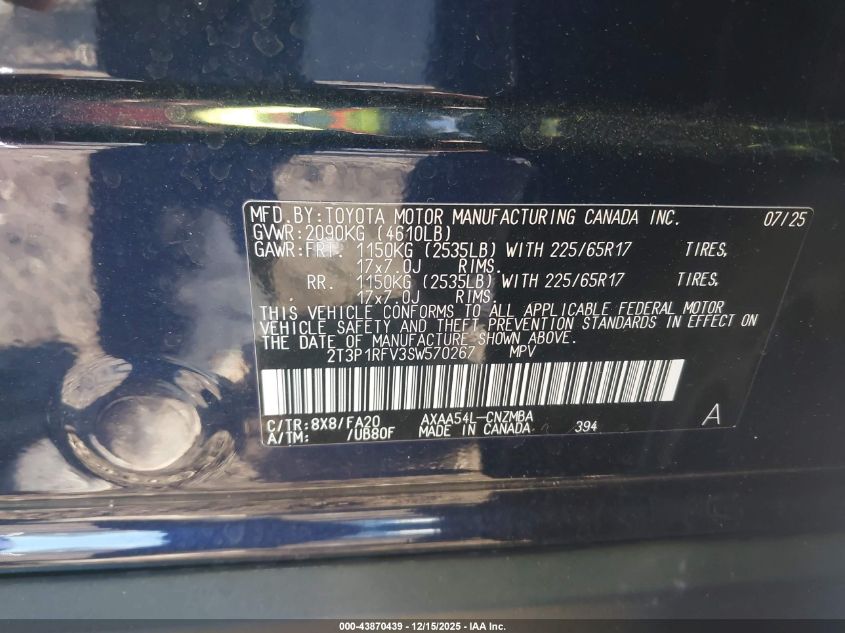 MFD.BY:TOYOTA MOTOR MANUFACTURING CANADA INC. 07/25
GVWR:2090KG (4610LB)
GAWR:FRT. 1150KG (2535LB) WITH 225/65R17 TIRES,
17x7.0J RIMS.
RR. 1150KG (2535LB) WITH 225/65R17 TIRES,
17x7.0J RIMS.
THIS VEHICLE CONFORMS TO ALL APPLICABLE FEDERAL MOTOR
VEHICLE SAFETY AND THEFT PREVENTION STANDARDS IN EFFECT ON
THE DATE OF MANUFACTURE SHOWN ABOVE.
2T3P1RFV3SW570267 MPV
C/TR:8X8/FA20 AXAA54L-CNZMBA A
A/TM: /UB80F MADE IN CANADA 394
000-43870439 - 12/15/2025 - IAA Inc.